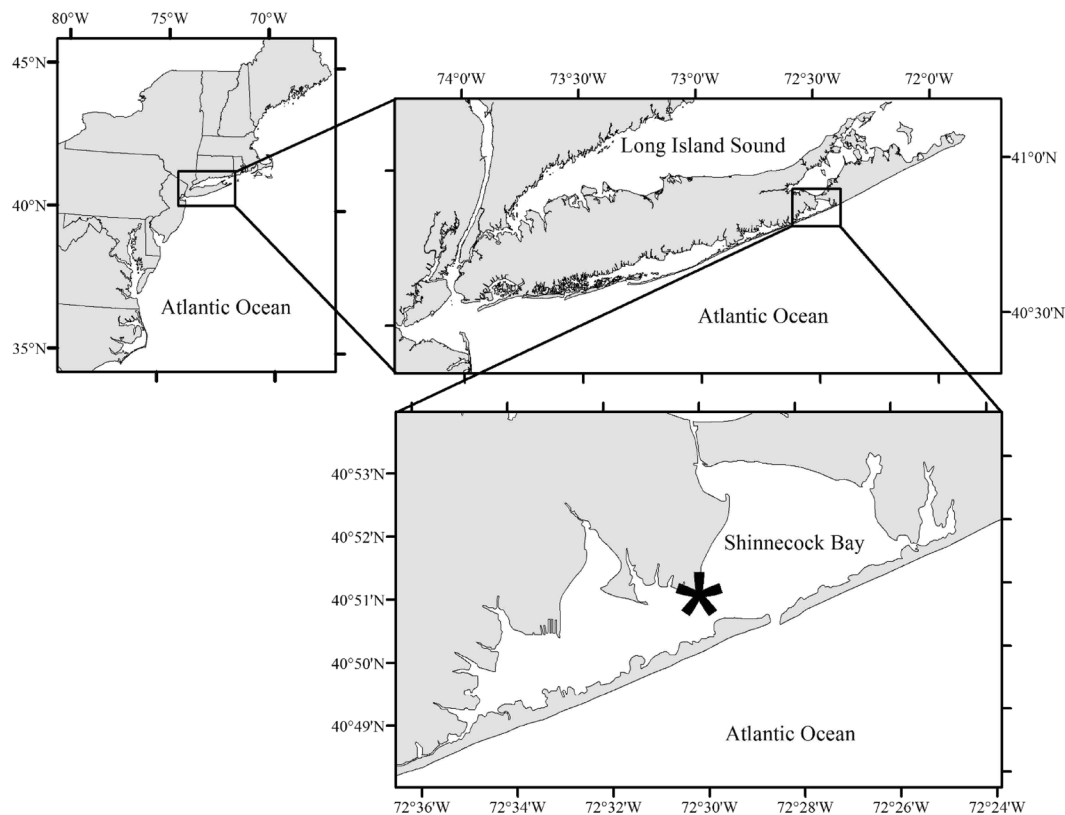 80°W 75°W 70°W
45°N
40°N
35°N
Atlantic Ocean
74°0'W 73°30'W 73°0'W 72°30'W 72°0'W
Long Island Sound
41°0'N
40°30'N
Atlantic Ocean
40°53'N
40°52'N
40°51'N
40°50'N
40°49'N
Shinnecock Bay
Atlantic Ocean
72°36'W 72°34'W 72°32'W 72°30'W 72°28'W 72°26'W 72°24'W